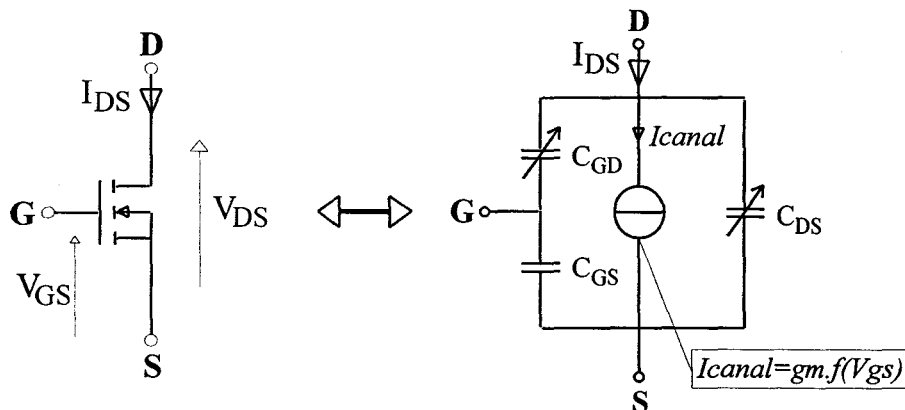 D
I_DS
G
V_GS
V_DS
S
D
I_DS
Icanal
C_GD
G
C_DS
C_GS
S
Icanal=gm.f(Vgs)